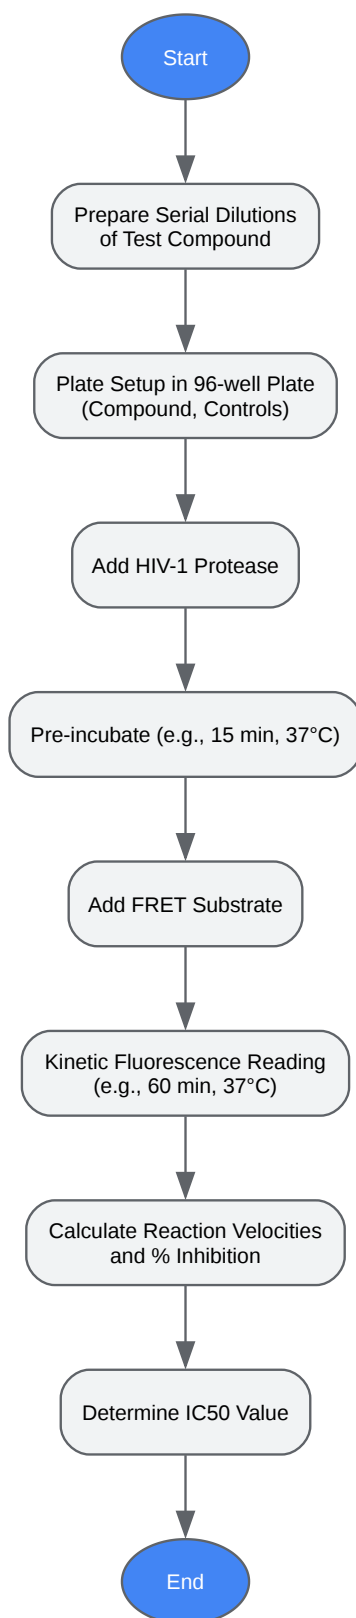 Start
Prepare Serial Dilutions
of Test Compound
Plate Setup in 96-well Plate
(Compound, Controls)
Add HIV-1 Protease
Pre-incubate (e.g., 15 min, 37°C)
Add FRET Substrate
Kinetic Fluorescence Reading
(e.g., 60 min, 37°C)
Calculate Reaction Velocities
and % Inhibition
Determine IC50 Value
End